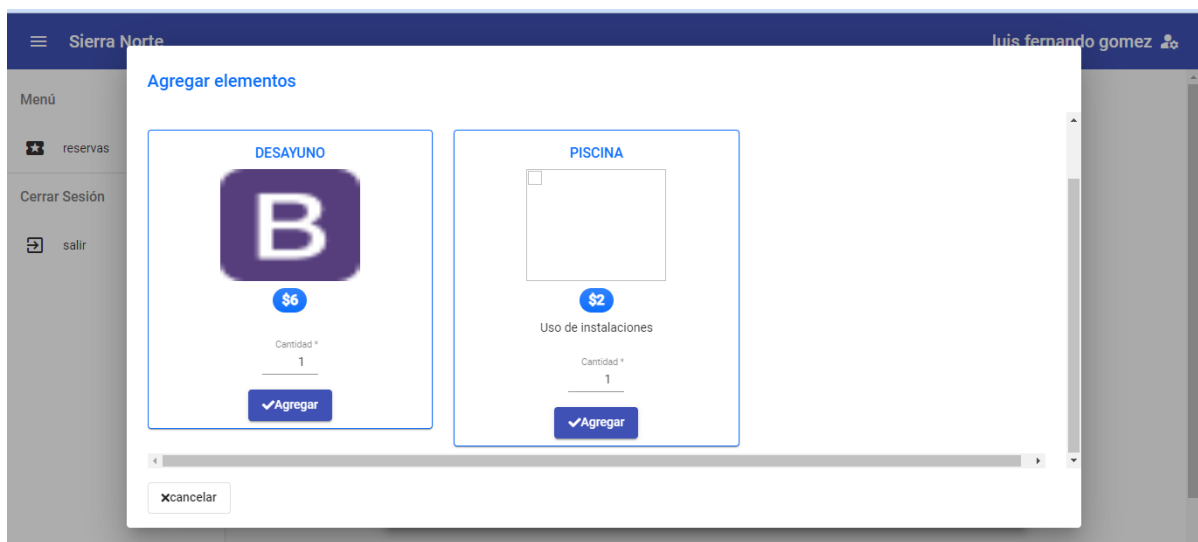 Sierra Norte
luis fernando gomez
Menú
reservas
Cerrar Sesión
salir
Agregar elementos
DESAYUNO
B
$6
Cantidad *
1
Agregar
PISCINA
$2
Uso de instalaciones
Cantidad *
1
Agregar
cancelar